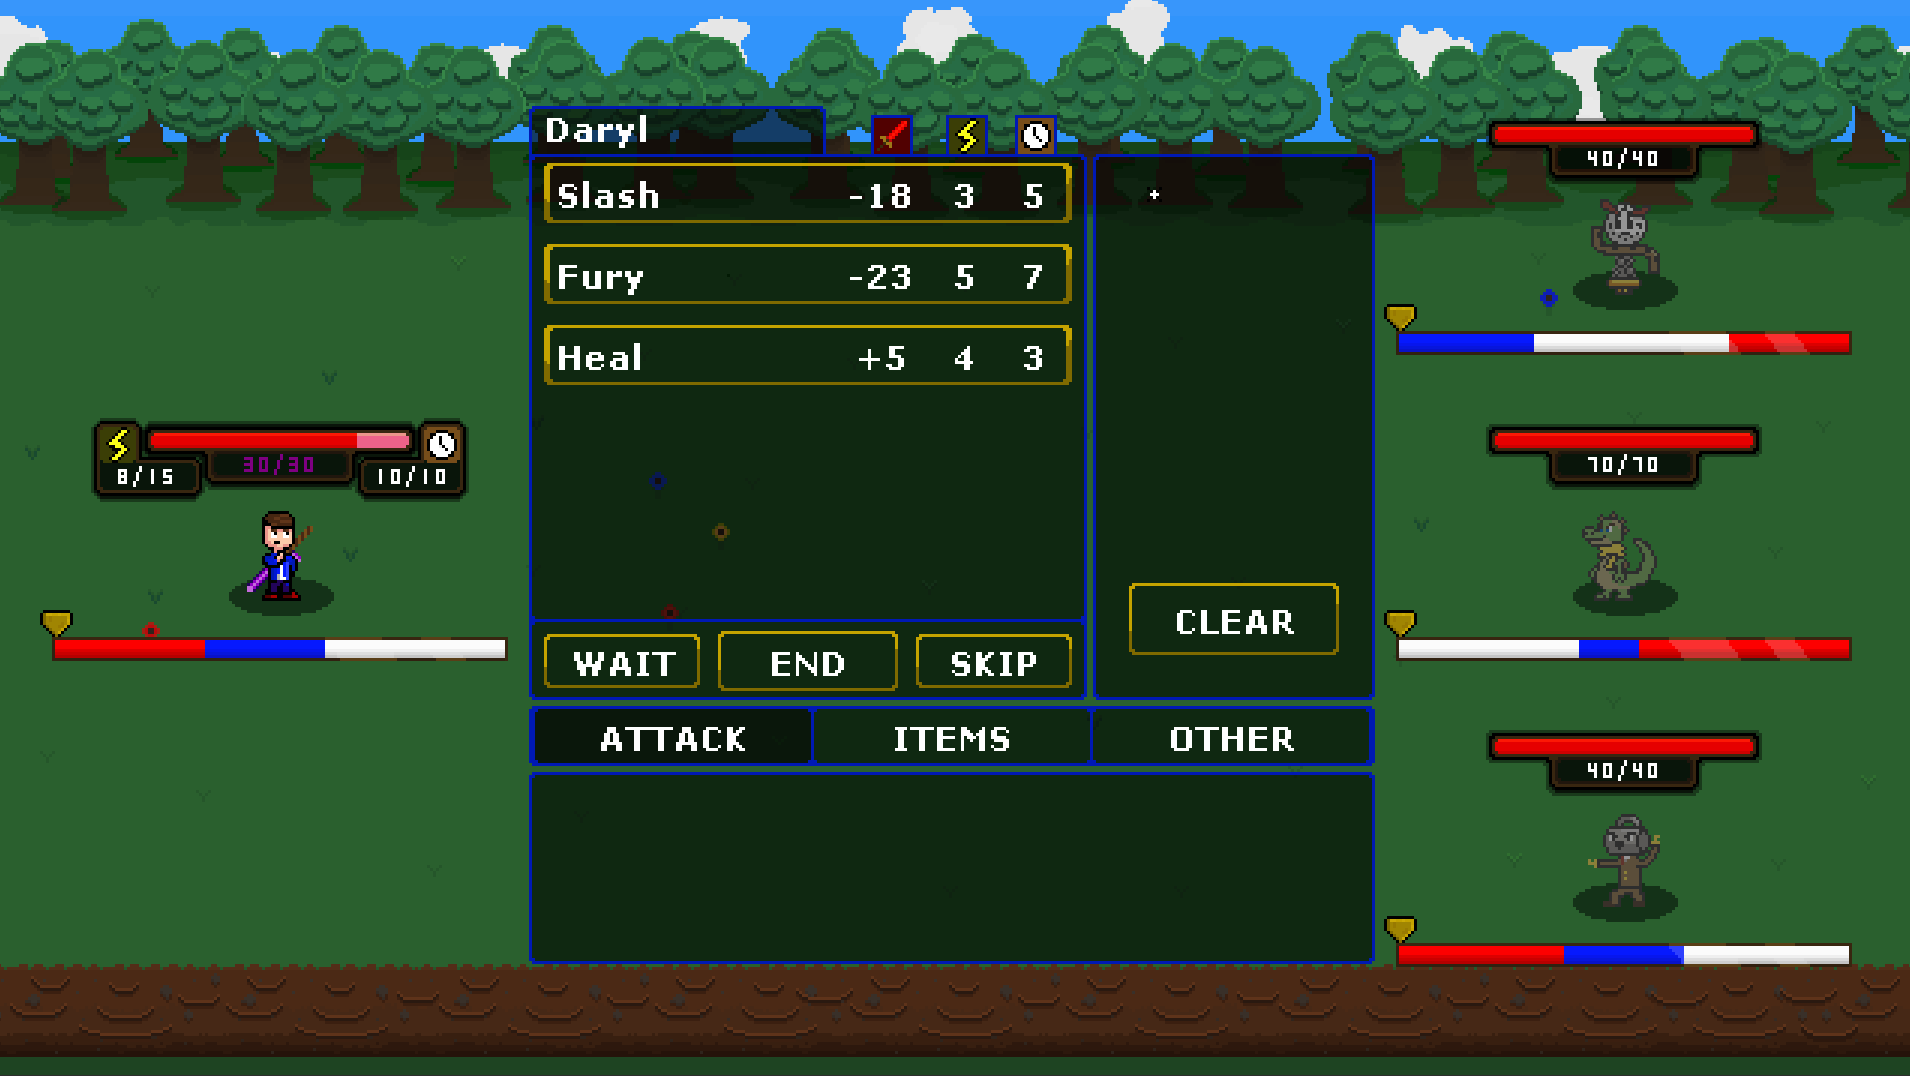 Daryl
Slash -18 3 5
Fury -23 5 7
Heal +5 4 3
WAIT END SKIP
CLEAR
ATTACK ITEMS OTHER
8/15 30/30 10/10
40/40
70/70
40/40